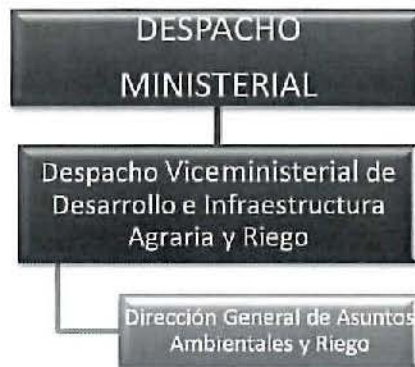 DESPACHO
MINISTERIAL
Despacho Viceministerial de
Desarrollo e Infraestructura
Agraria y Riego
Dirección General de Asuntos
Ambientales y Riego